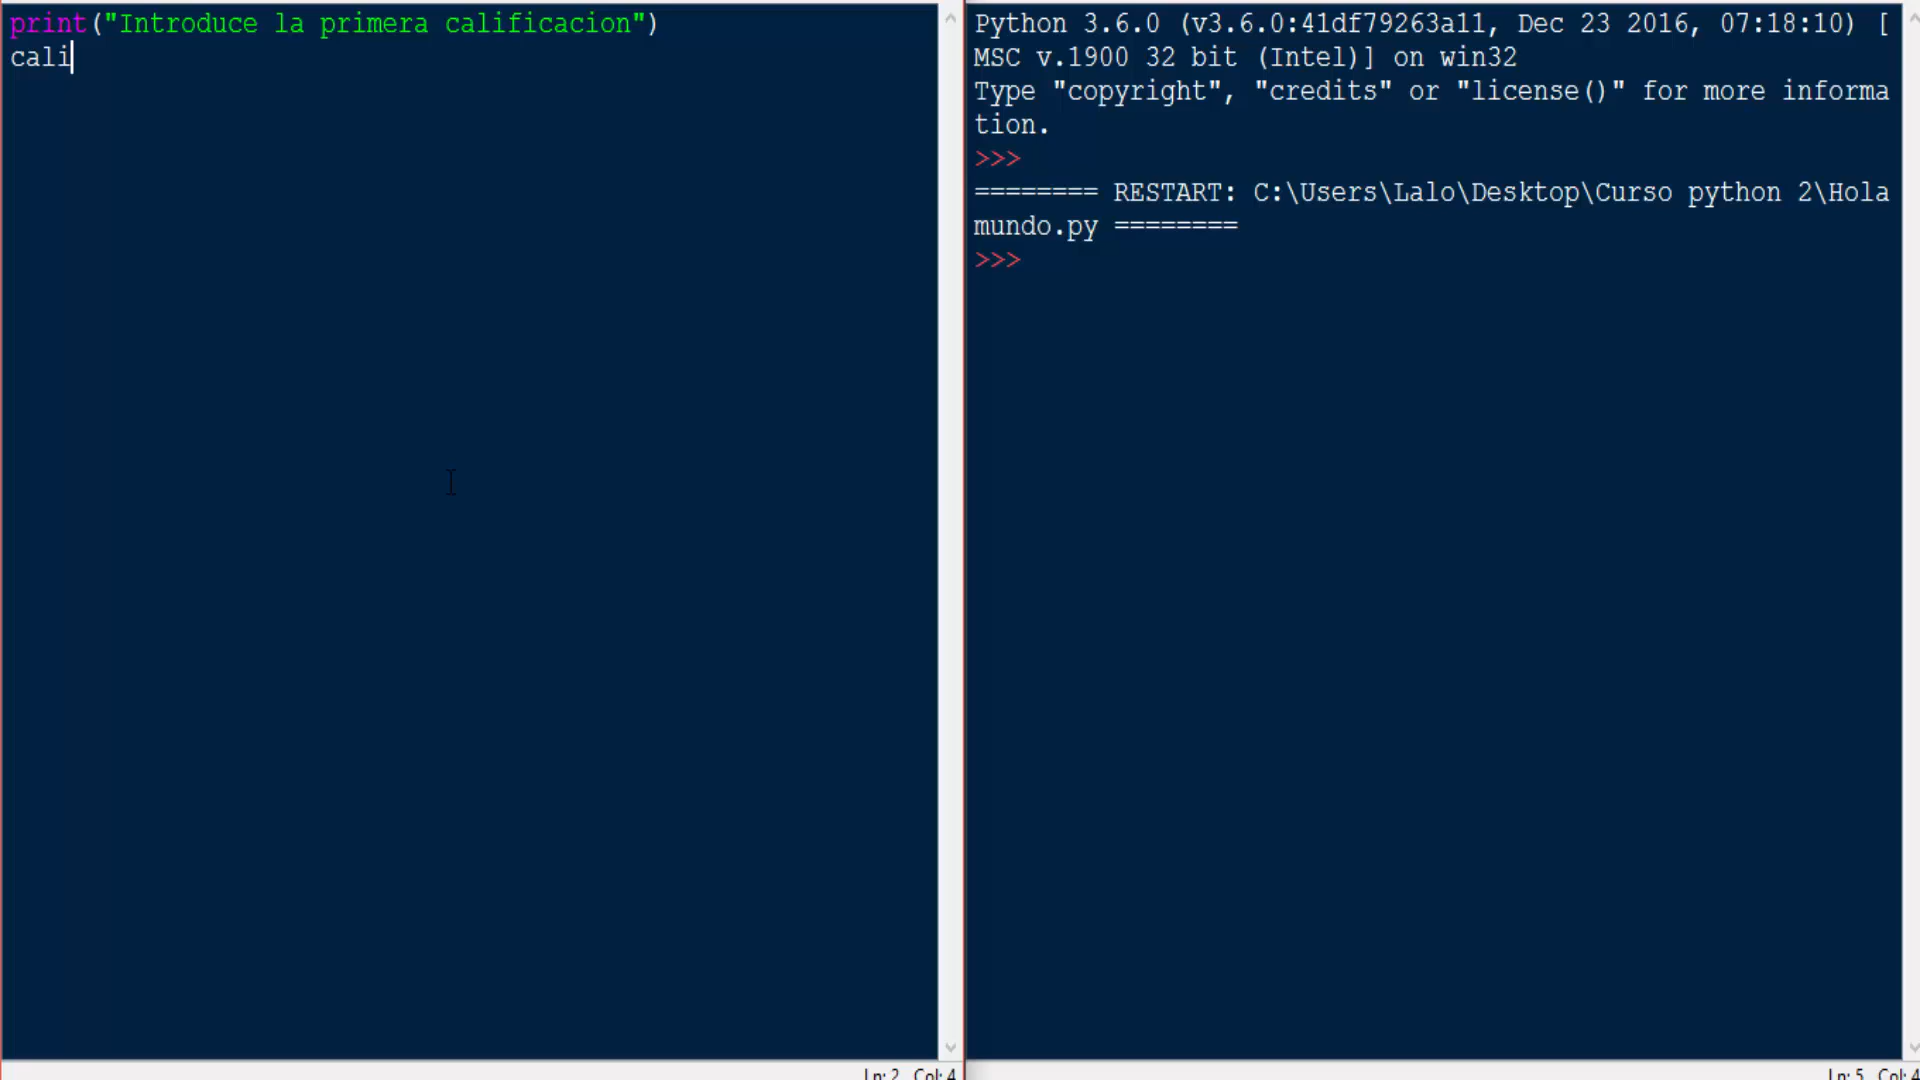 print("Introduce la primera calificacion")
cali
Ln: 2 Col: 4
Python 3.6.0 (v3.6.0:41df79263a11, Dec 23 2016, 07:18:10) [
MSC v.1900 32 bit (Intel)] on win32
Type "copyright", "credits" or "license()" for more informa
tion.
>>>
======== RESTART: C:\Users\Lalo\Desktop\Curso python 2\Hola
mundo.py ========
>>>
Ln: 5 Col: 4